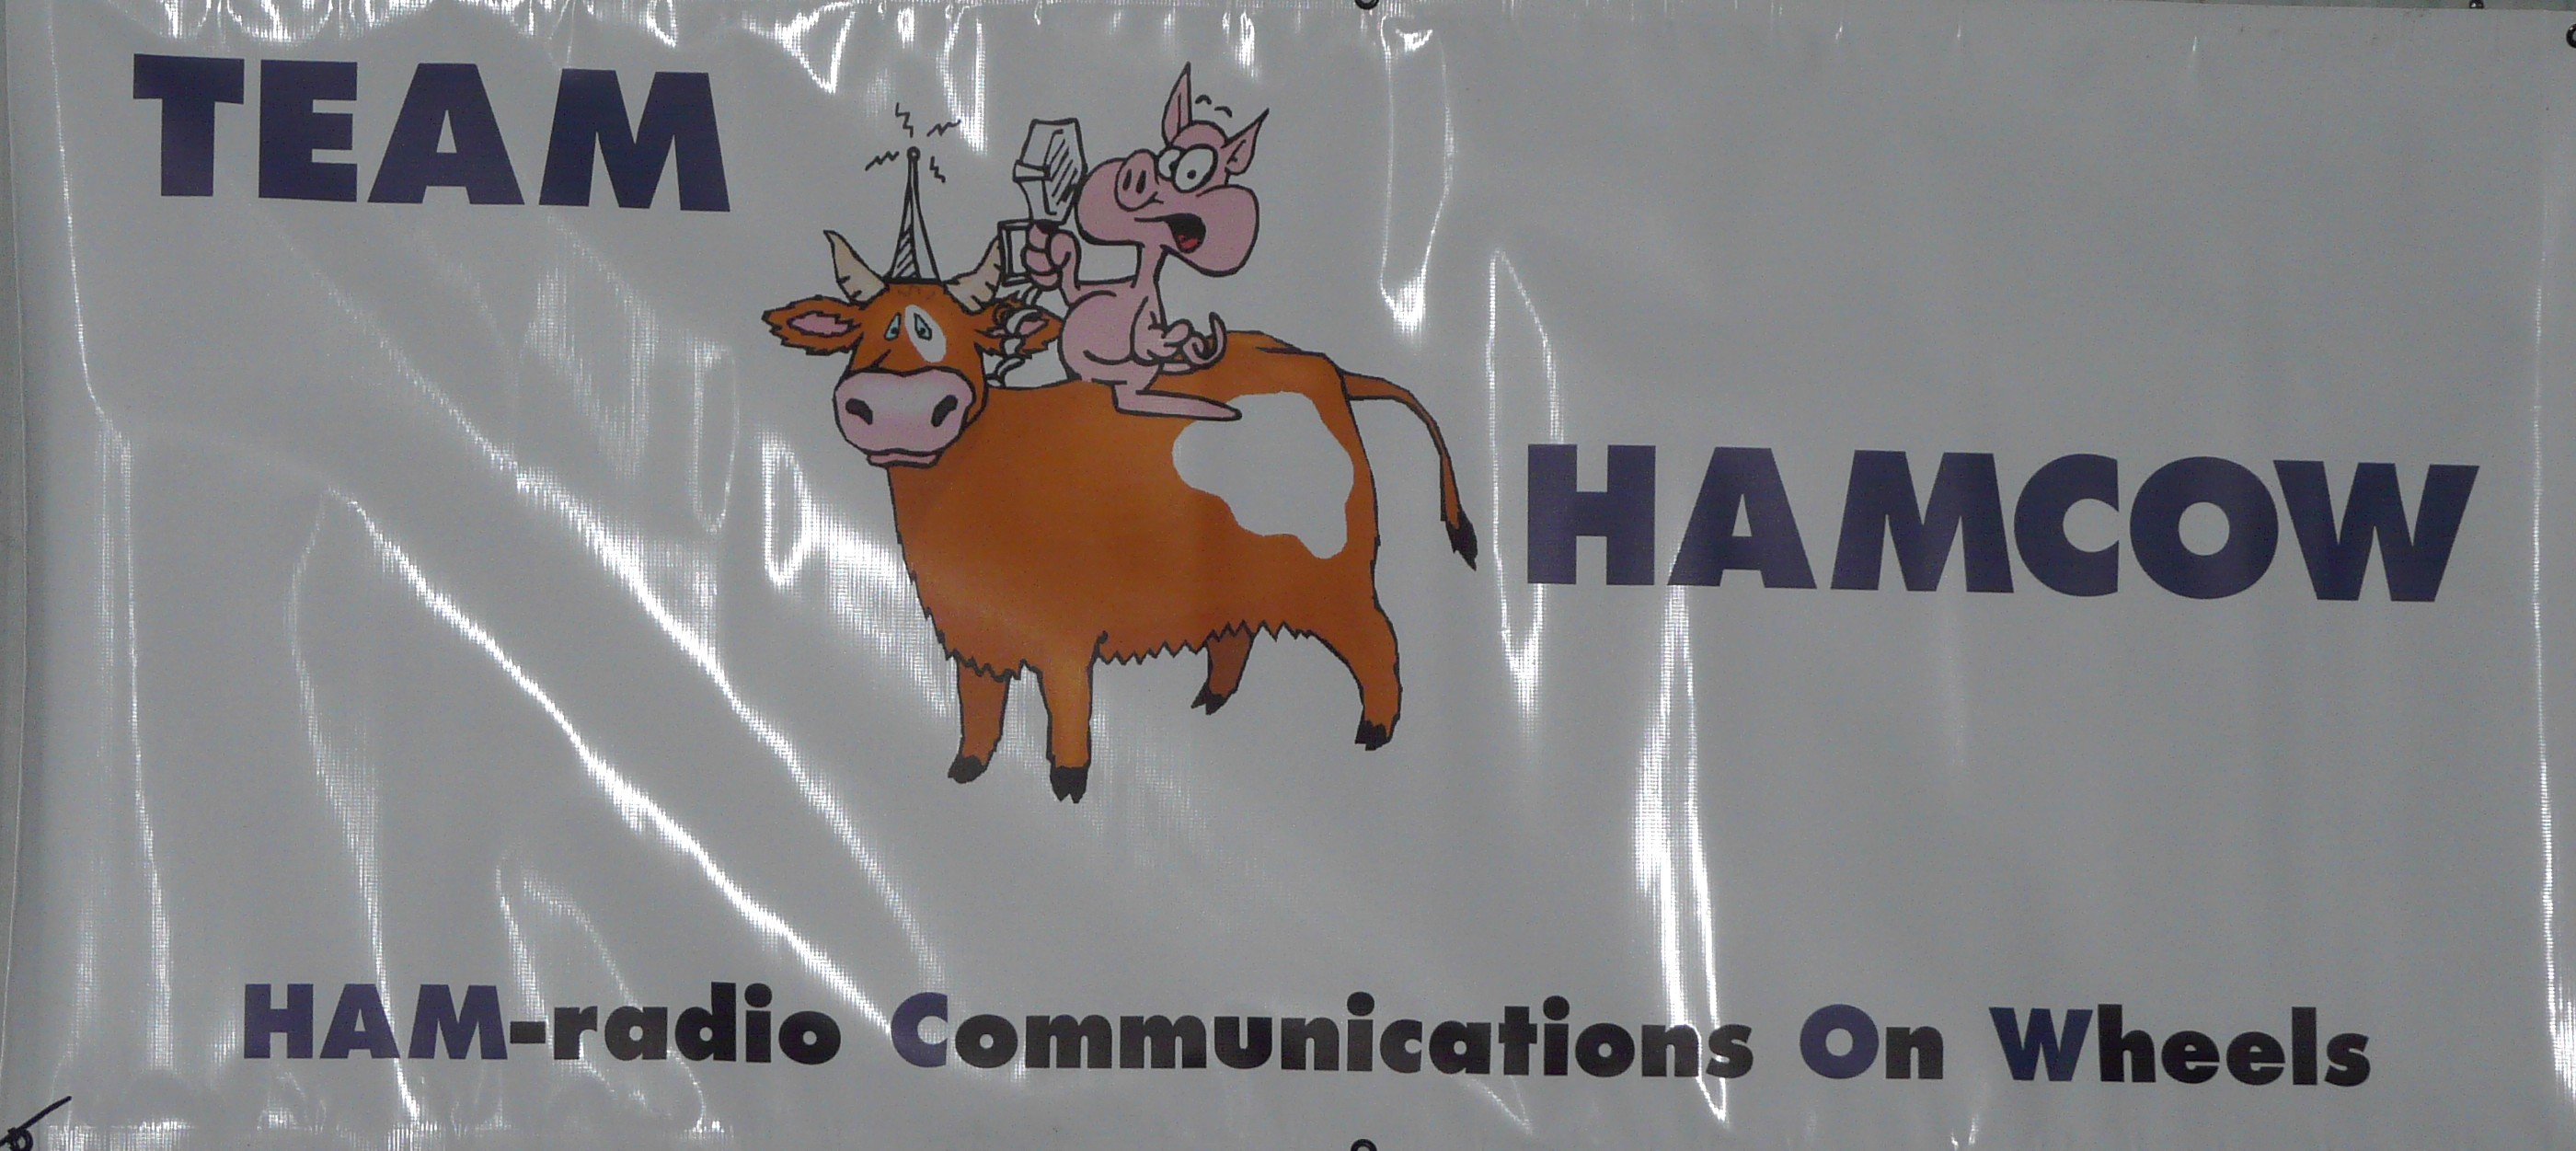 TEAM
HAMCOW
HAM-radio Communications On Wheels